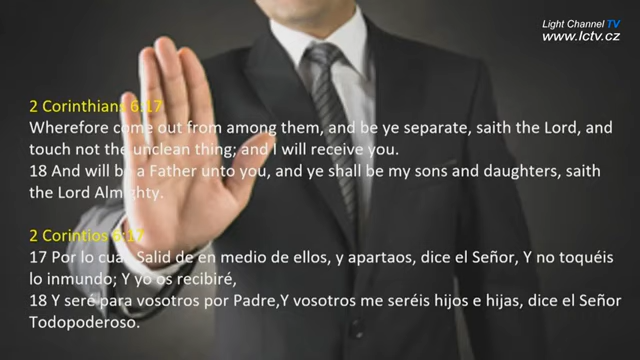 Light Channel TV
www.lctv.cz
2 Corinthians 6:17
Wherefore come out from among them, and be ye separate, saith the Lord, and
touch not the unclean thing; and I will receive you.
18 And will be a Father unto you, and ye shall be my sons and daughters, saith
the Lord Almighty.
2 Corintios 6:17
17 Por lo cual, Salid de en medio de ellos, y apartaos, dice el Señor, Y no toquéis
lo inmundo; Y yo os recibiré,
18 Y seré para vosotros por Padre,Y vosotros me seréis hijos e hijas, dice el Señor
Todopoderoso.